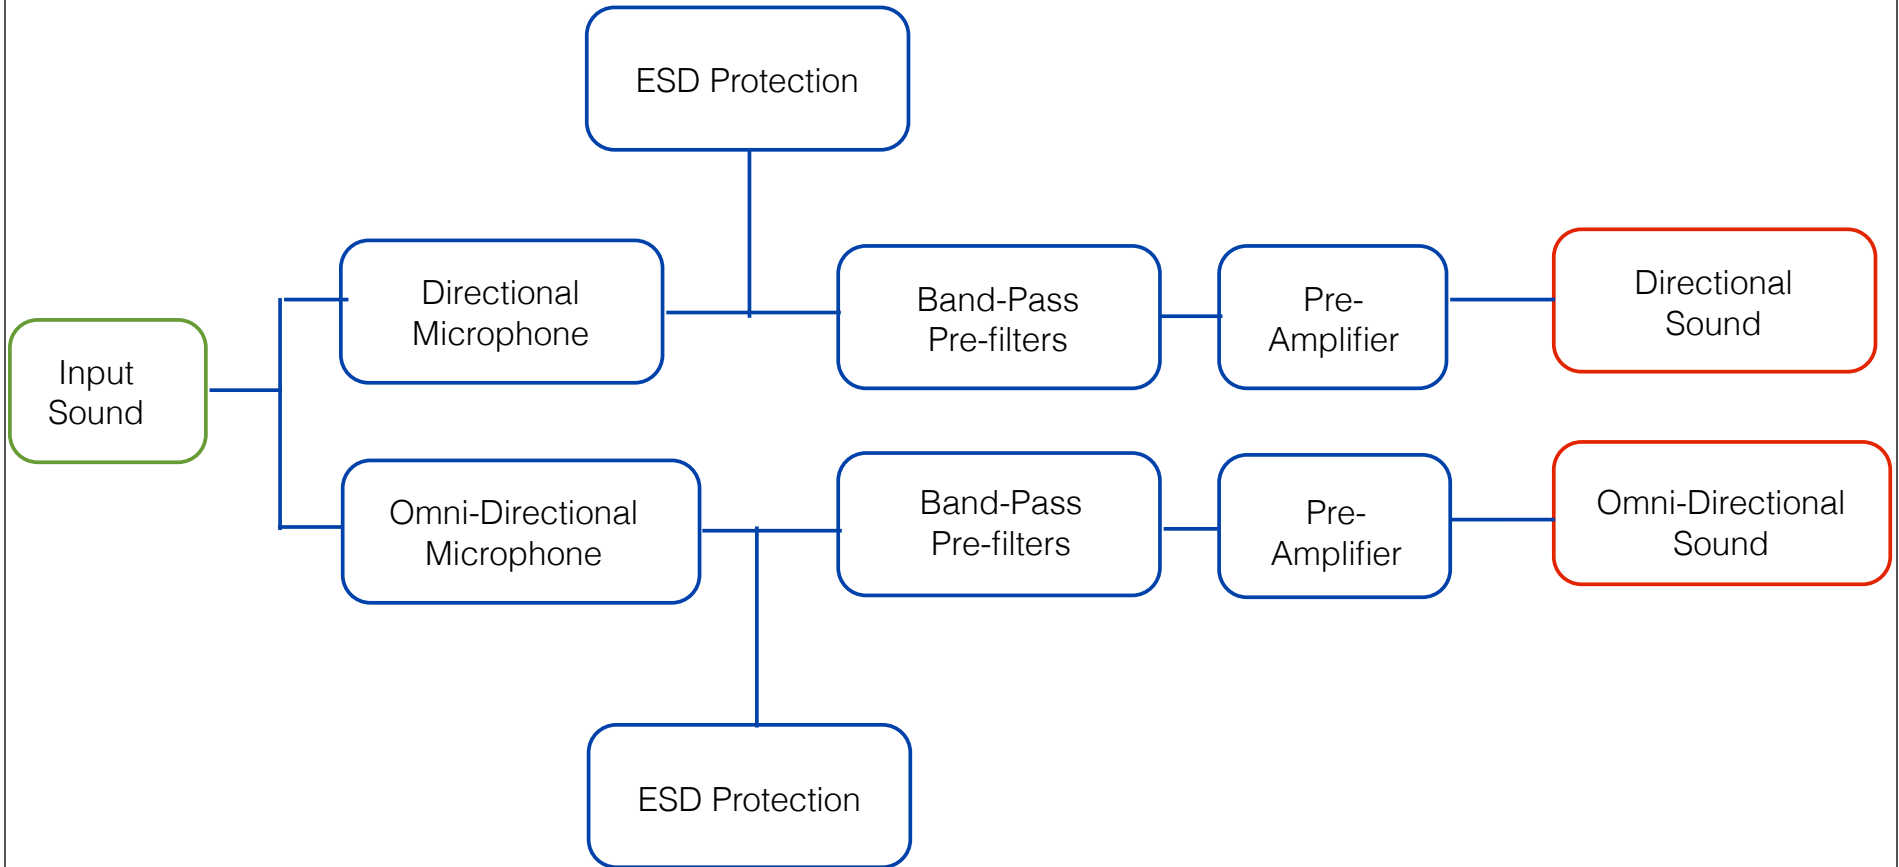 ESD Protection
Directional
Microphone
Band-Pass
Pre-filters
Pre-
Amplifier
Directional
Sound
Input
Sound
Omni-Directional
Microphone
Band-Pass
Pre-filters
Pre-
Amplifier
Omni-Directional
Sound
ESD Protection